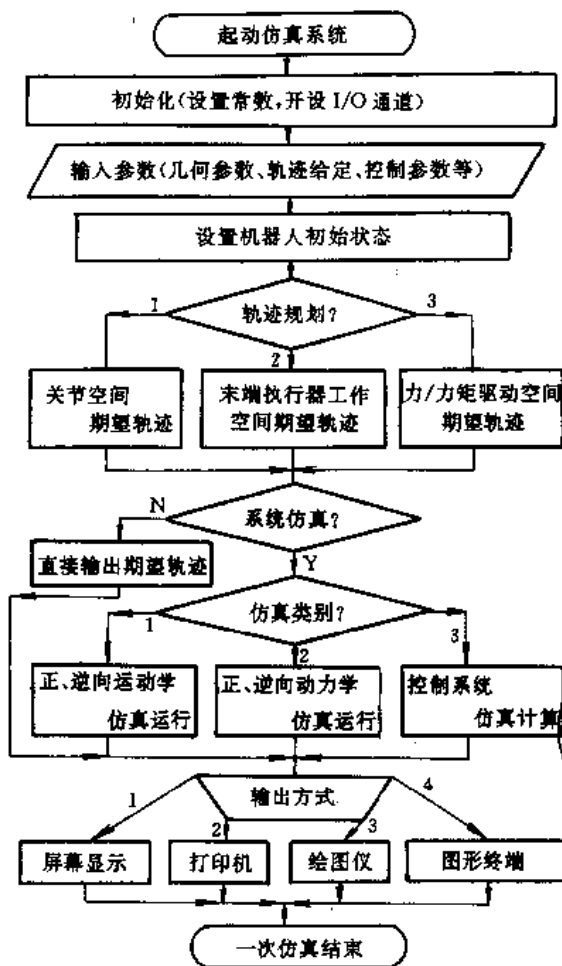 起动仿真系统
初始化(设置常数,开设 I/O 通道)
输入参数(几何参数、轨迹给定、控制参数等)
设置机器人初始状态
轨迹规划?
1
2
3
关节空间
期望轨迹
末端执行器工作
空间期望轨迹
力/力矩驱动空间
期望轨迹
系统仿真?
N
Y
直接输出期望轨迹
仿真类别?
1
2
3
正、逆向运动学
仿真运行
正、逆向动力学
仿真运行
控制系统
仿真计算
输出方式
1
2
3
4
屏幕显示
打印机
绘图仪
图形终端
一次仿真结束